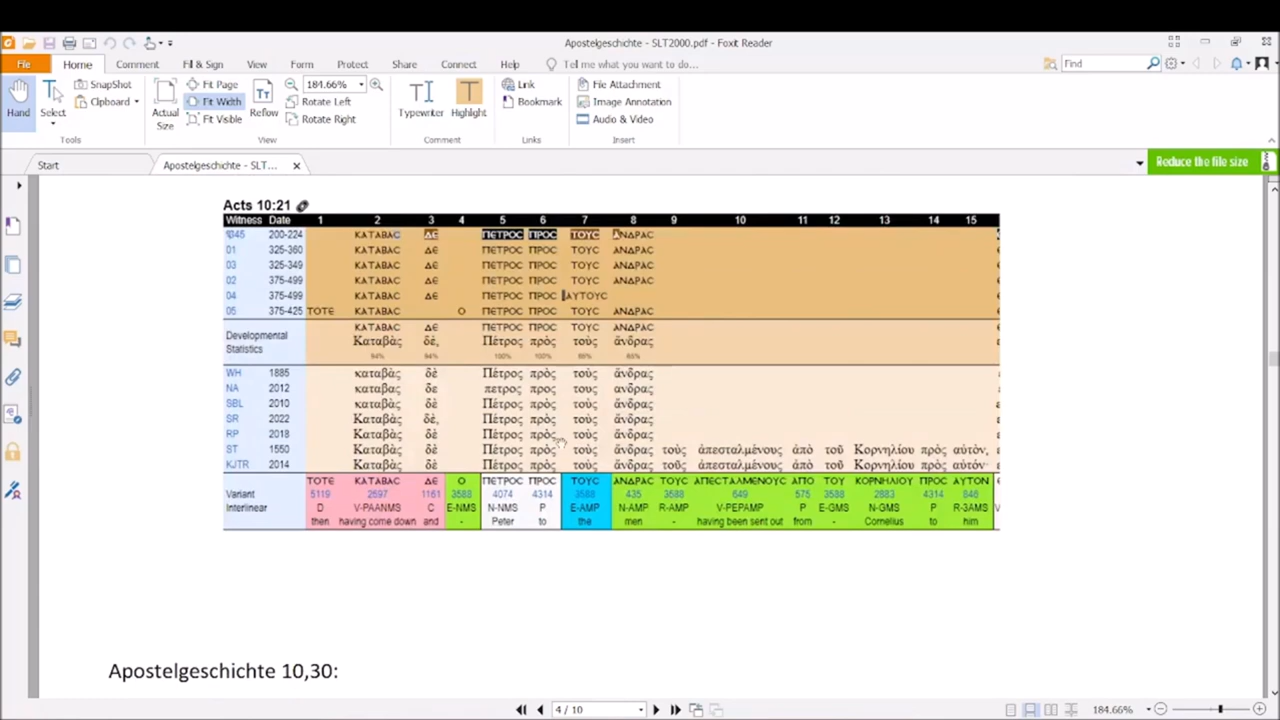 Apostelgeschichte - SLT2000.pdf - Foxit Reader
File Home Comment Fill & Sign View Form Protect Share Connect Help Tell me what you want to do... Find
Hand Select SnapShot Clipboard Actual Size Fit Page Fit Width Fit Visible Reflow 184.66% Rotate Left Rotate Right Typewriter Highlight Link Bookmark File Attachment Image Annotation Audio & Video
Tools View Comment Links Insert
Start Apostelgeschichte - SLT... Reduce the file size
Acts 10:21
Witness Date 1 2 3 4 5 6 7 8 9 10 11 12 13 14 15
𝔓45 200-224 ΚΑΤΑΒΑC ΔΕ ΠΕΤΡΟC ΠΡΟC ΤΟΥC ΑΝΔΡΑC
01 325-360 ΚΑΤΑΒΑC ΔΕ ΠΕΤΡΟC ΠΡΟC ΤΟΥC ΑΝΔΡΑC
03 325-349 ΚΑΤΑΒΑC ΔΕ ΠΕΤΡΟC ΠΡΟC ΤΟΥC ΑΝΔΡΑC
02 375-499 ΚΑΤΑΒΑC ΔΕ ΠΕΤΡΟC ΠΡΟC ΤΟΥC ΑΝΔΡΑC
04 375-499 ΚΑΤΑΒΑC ΔΕ ΠΕΤΡΟC ΠΡΟC ΑΥΤΟΥC
05 375-425 ΤΟΤΕ ΚΑΤΑΒΑC Ο ΠΕΤΡΟC ΠΡΟC ΤΟΥC ΑΝΔΡΑC
ΚΑΤΑΒΑC ΔΕ ΠΕΤΡΟC ΠΡΟC ΤΟΥC ΑΝΔΡΑC
Developmental Statistics Καταβὰς δὲ, Πέτρος πρὸς τοὺς ἄνδρας
94% 94% 100% 100%
WH 1885 καταβὰς δὲ Πέτρος πρὸς τοὺς ἄνδρας
NA 2012 καταβας δε πετρος προς τους ανδρας
SBL 2010 καταβὰς δὲ Πέτρος πρὸς τοὺς ἄνδρας
SR 2022 Καταβὰς δὲ, Πέτρος πρὸς τοὺς ἄνδρας
RP 2018 Καταβὰς δὲ Πέτρος πρὸς τοὺς ἄνδρας
ST 1550 Καταβὰς δὲ Πέτρος πρὸς τοὺς ἄνδρας τοὺς ἀπεσταλμένους ἀπὸ τοῦ Κορνηλίου πρὸς αὐτόν,
KJTR 2014 Καταβὰς δὲ Πέτρος πρὸς τοὺς ἄνδρας τοὺς ἀπεσταλμένους ἀπὸ τοῦ Κορνηλίου πρὸς αὐτόν
ΤΟΤΕ ΚΑΤΑΒΑC ΔΕ Ο ΠΕΤΡΟC ΠΡΟC ΤΟΥC ΑΝΔΡΑC ΤΟΥC ΑΠΕCΤΑΛΜΕΝΟΥC ΑΠΟ ΤΟΥ ΚΟΡΝΗΛΙΟΥ ΠΡΟC ΑΥΤΟΝ
Variant 5119 2597 1161 3588 4074 4314 3588 435 3588 649 575 3588 2883 4314 846
Interlinear D V-PAANMS C E-NMS N-NMS P E-AMP N-AMP R-AMP V-PEPAMP P E-GMS N-GMS P R-3AMS
then having come down and - Peter to the men - having been sent out from - Cornelius to him
Apostelgeschichte 10,30:
4 / 10 184.66%